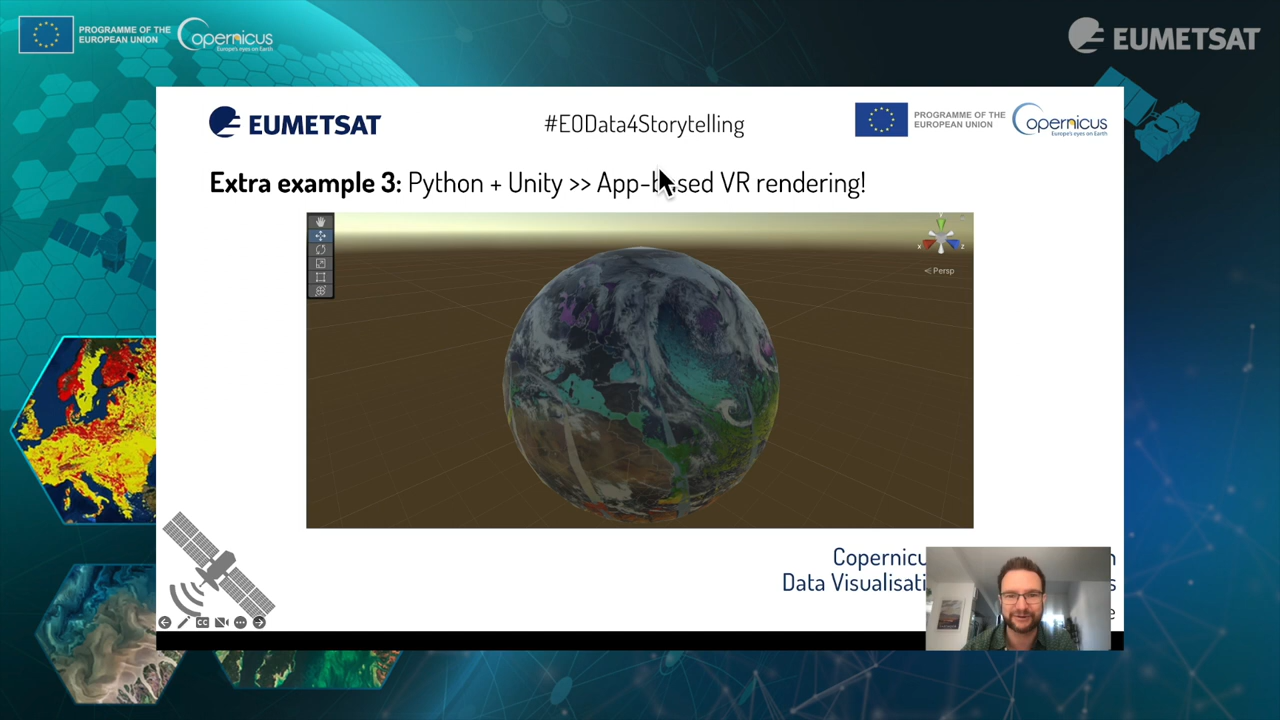 PROGRAMME OF THE
EUROPEAN UNION
opernicus
Europe's eyes on Earth
EUMETSAT
EUMETSAT
#EOData4Storytelling
PROGRAMME OF THE
EUROPEAN UNION
opernicus
Europe's eyes on Earth
Extra example 3: Python + Unity >> App-based VR rendering!
y
x
z
< Persp
Copernicu
Data Visualisati
CC